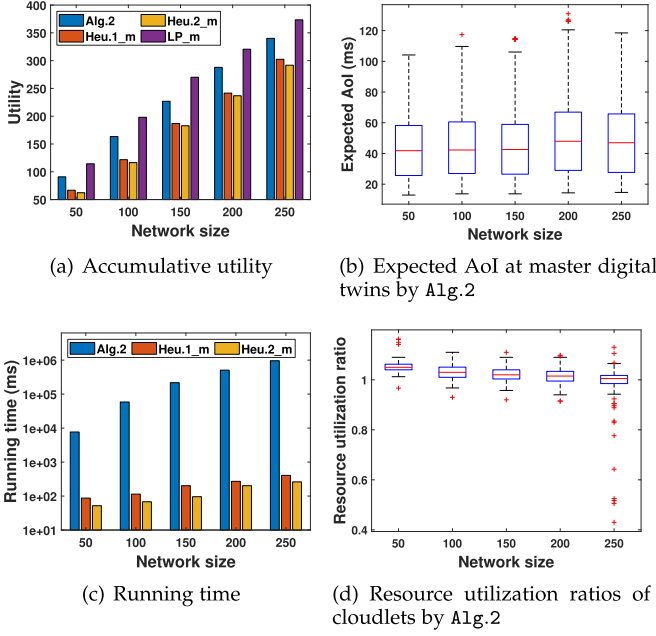 400
350
300
250
200
150
100
50
Utility
Alg.2
Heu.1_m
Heu.2_m
LP_m
50 100 150 200 250
Network size
(a) Accumulative utility
120
100
80
60
40
20
Expected AoI (ms)
50 100 150 200 250
Network size
(b) Expected AoI at master digital
twins by Alg.2
Alg.2 Heu.1_m Heu.2_m
1e+06
1e+05
1e+04
1e+03
1e+02
1e+01
Running time (ms)
50 100 150 200 250
Network size
(c) Running time
1
0.8
0.6
0.4
Resource utilization ratio
50 100 150 200 250
Network size
(d) Resource utilization ratios of
cloudlets by Alg.2